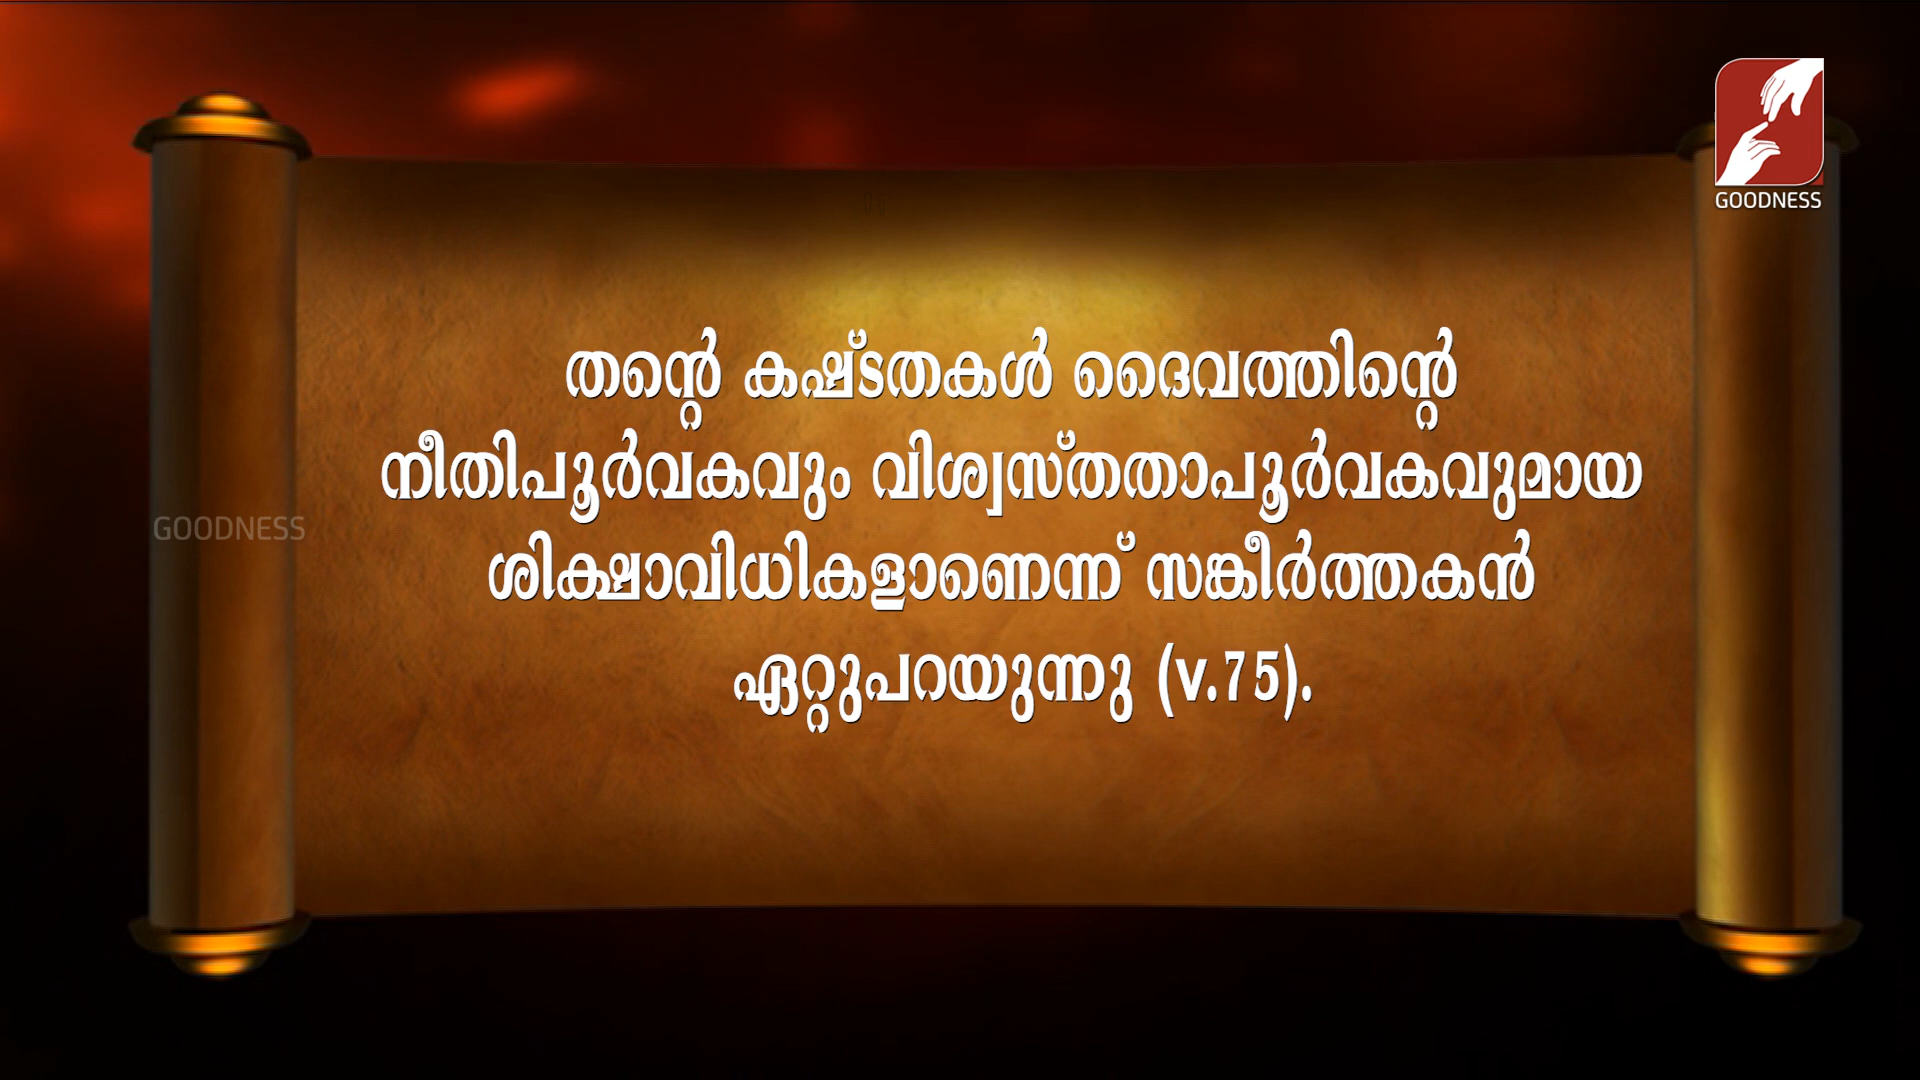 GOODNESS
തന്റെ കഷ്ടതകൾ ദൈവത്തിന്റെ
നീതിപൂർവകവും വിശ്വസ്തതാപൂർവകവുമായ
GOODNESS
ശിക്ഷാവിധികളാണെന്ന് സങ്കീർത്തകൻ
ഏറ്റുപറയുന്നു (v.75).